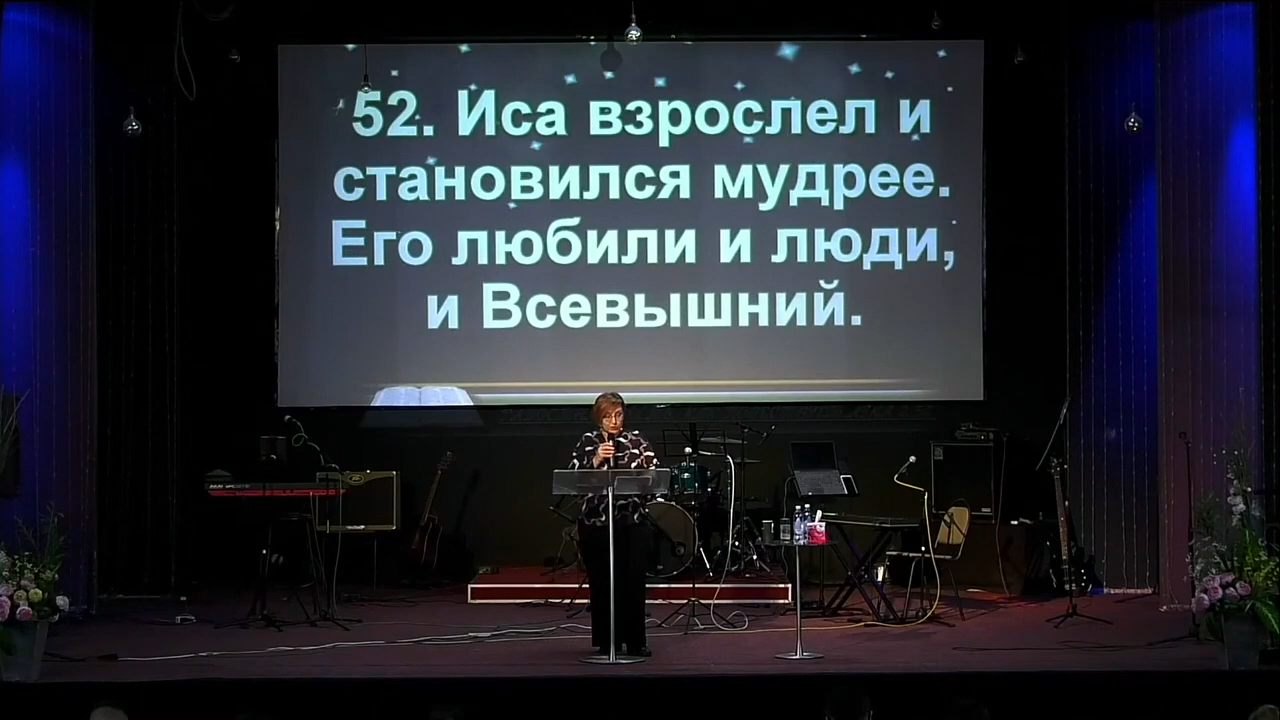 52. Иса взрослел и
становился мудрее.
Его любили и люди,
и Всевышний.